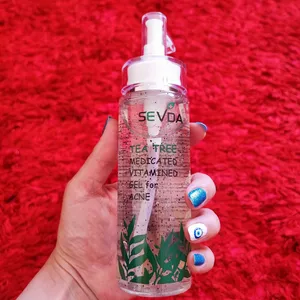 SEVDA
TEA TREE
MEDICATED
VITAMINED
GEL for
ACNE